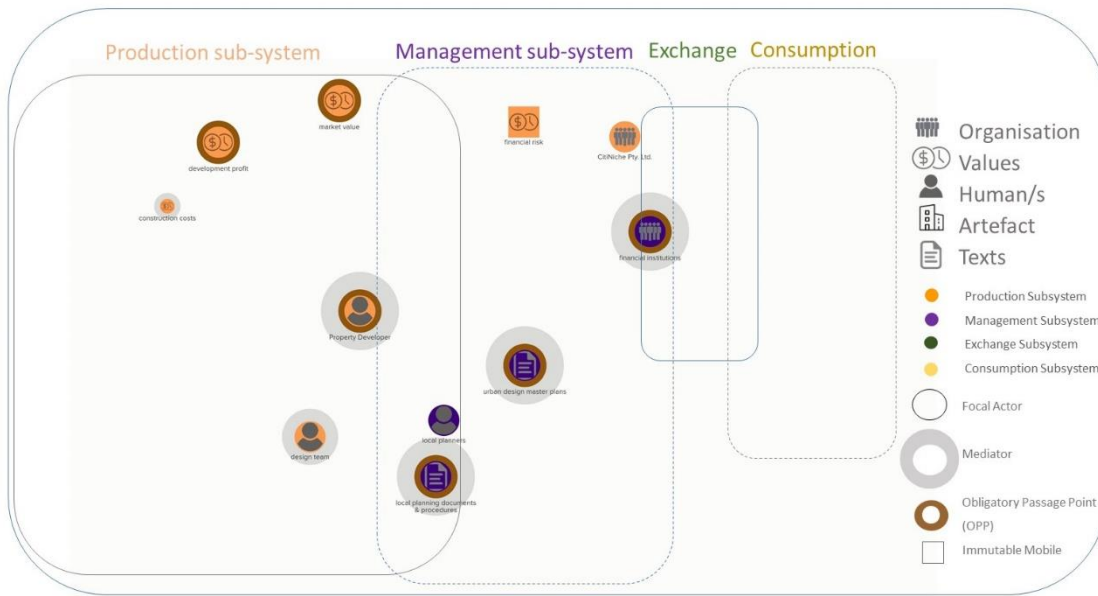 Production sub-system
Management sub-system
Exchange
Consumption
market value
development profit
construction costs
financial risk
CitiNiche Pty. Ltd.
financial institutions
Property Developer
urban design master plans
local planners
design team
local planning documents
& procedures
Organisation
Values
Human/s
Artefact
Texts
Production Subsystem
Management Subsystem
Exchange Subsystem
Consumption Subsystem
Focal Actor
Mediator
Obligatory Passage Point
(OPP)
Immutable Mobile